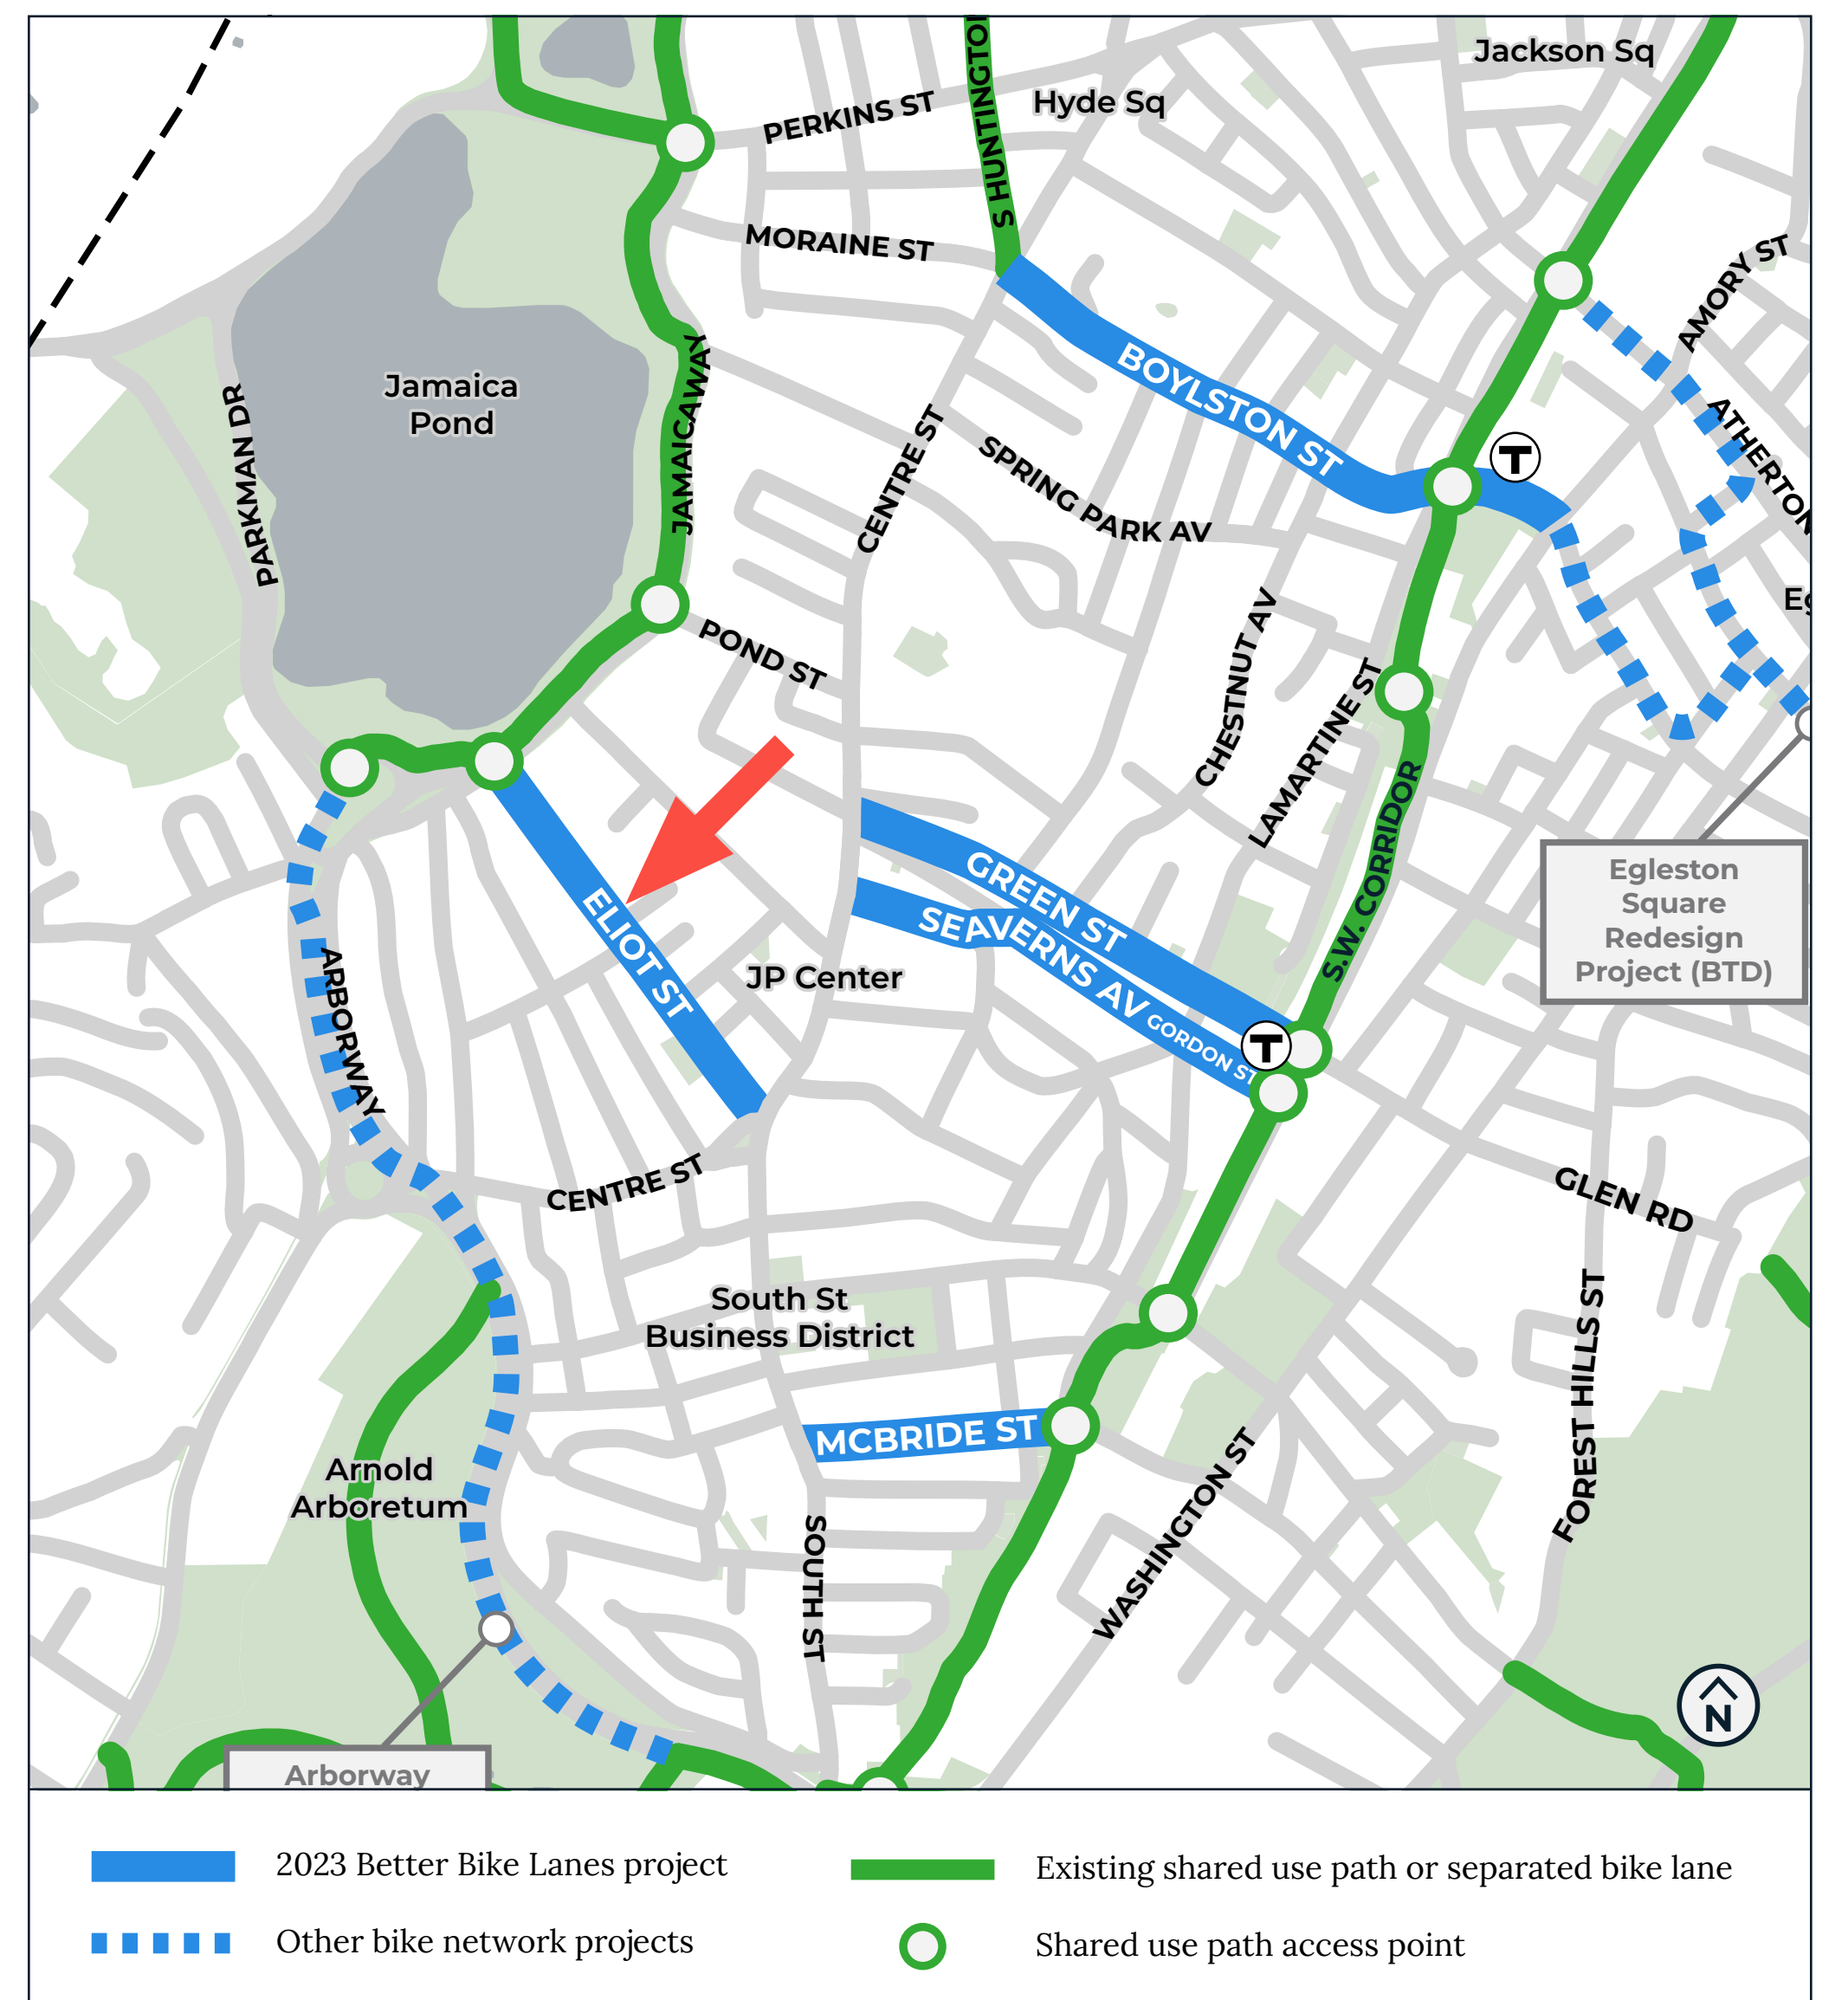 Jackson Sq
Hyde Sq
PERKINS ST
S HUNTINGTON
MORAINE ST
AMORY ST
Jamaica
Pond
PARKMAN DR
JAMAICAWAY
BOYLSTON ST
T
ATHERTON
CENTRE ST
SPRING PARK AV
POND ST
CHESTNUT AV
LAMARTINE ST
S.W. CORRIDOR
Egleston
Square
Redesign
Project (BTD)
GREEN ST
SEAVERNS AV
GORDON ST
T
ELIOT ST
JP Center
ARBORWAY
CENTRE ST
GLEN RD
South St
Business District
FOREST HILLS ST
MCBRIDE ST
Arnold
Arboretum
WASHINGTON ST
SOUTH ST
N
Arborway
2023 Better Bike Lanes project
Existing shared use path or separated bike lane
Other bike network projects
Shared use path access point